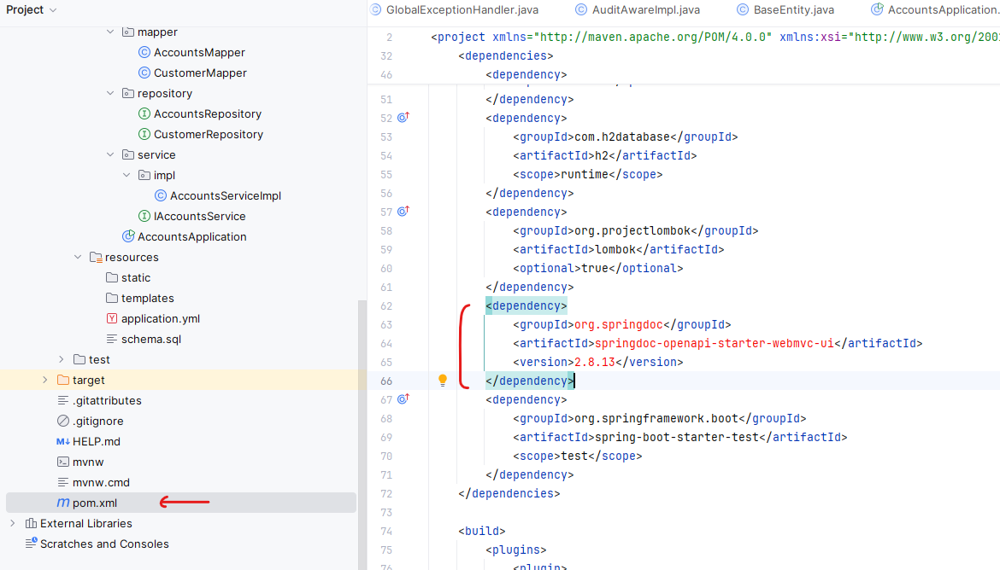 Project
mapper
AccountsMapper
CustomerMapper
repository
AccountsRepository
CustomerRepository
service
impl
AccountsServiceImpl
IAccountsService
AccountsApplication
resources
static
templates
application.yml
schema.sql
test
target
.gitattributes
.gitignore
HELP.md
mvnw
mvnw.cmd
pom.xml
External Libraries
Scratches and Consoles
GlobalExceptionHandler.java
AuditAwareImpl.java
BaseEntity.java
AccountsApplication.
2 <project xmlns="http://maven.apache.org/POM/4.0.0" xmlns:xsi="http://www.w3.org/200
32 <dependencies>
46 <dependency>
51 </dependency>
52 <dependency>
53 <groupId>com.h2database</groupId>
54 <artifactId>h2</artifactId>
55 <scope>runtime</scope>
56 </dependency>
57 <dependency>
58 <groupId>org.projectlombok</groupId>
59 <artifactId>lombok</artifactId>
60 <optional>true</optional>
61 </dependency>
62 <dependency>
63 <groupId>org.springdoc</groupId>
64 <artifactId>springdoc-openapi-starter-webmvc-ui</artifactId>
65 <version>2.8.13</version>
66 </dependency>
67 <dependency>
68 <groupId>org.springframework.boot</groupId>
69 <artifactId>spring-boot-starter-test</artifactId>
70 <scope>test</scope>
71 </dependency>
72 </dependencies>
73
74 <build>
75 <plugins>
76 <plugin>